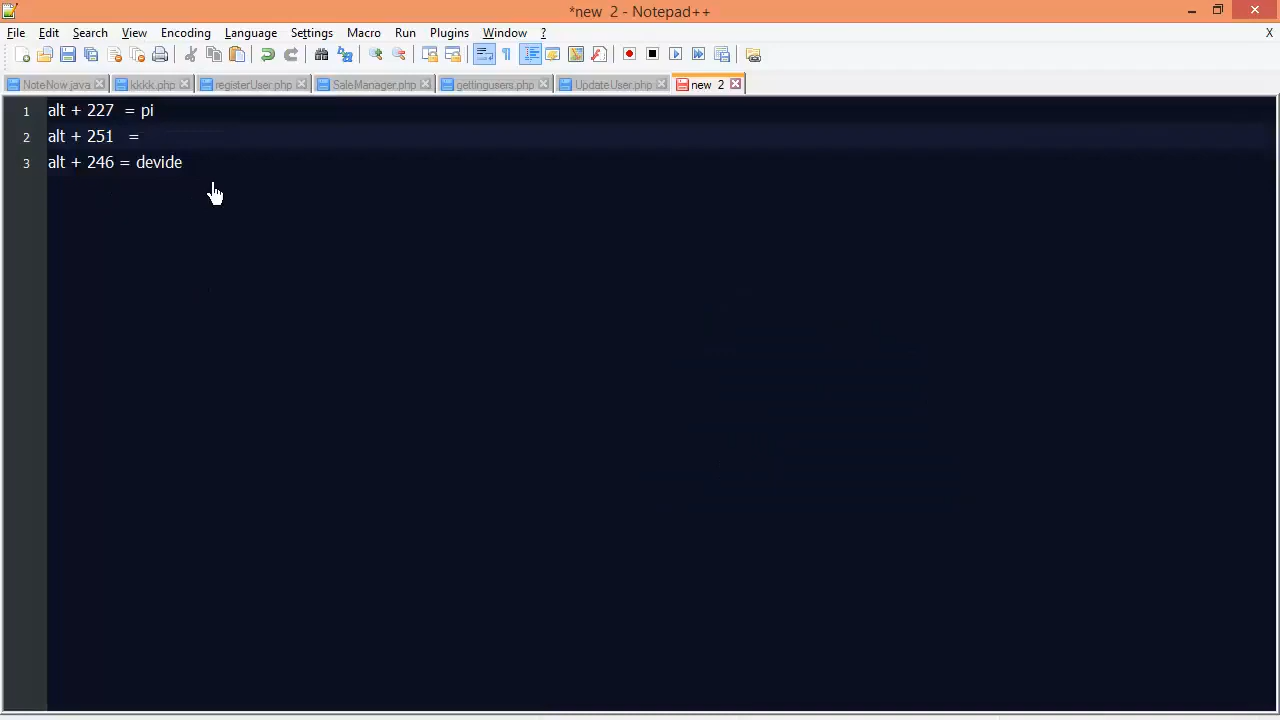 *new 2 - Notepad++
File Edit Search View Encoding Language Settings Macro Run Plugins Window ? X
NoteNow.java kkkk.php registerUser.php SaleManager.php gettingusers.php UpdateUser.php new 2
1 alt + 227 = pi
2 alt + 251 =
3 alt + 246 = devide